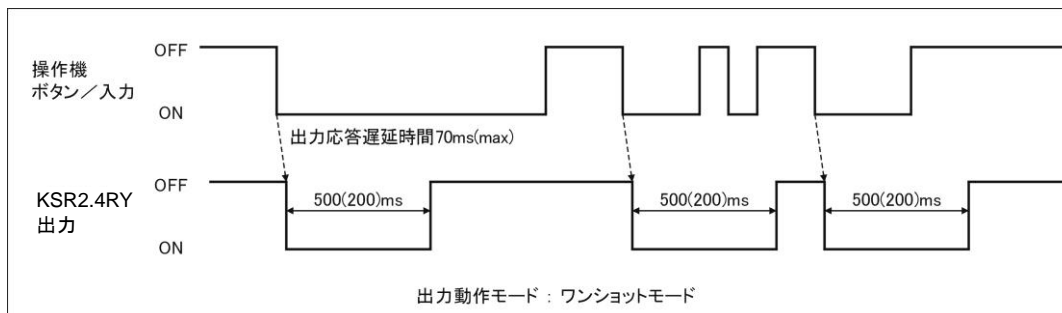 OFF
操作機
ボタン／入力
ON
出力応答遅延時間70ms(max)
OFF
KSR2.4RY
出力
500(200)ms
500(200)ms
500(200)ms
ON
出力動作モード : ワンショットモード